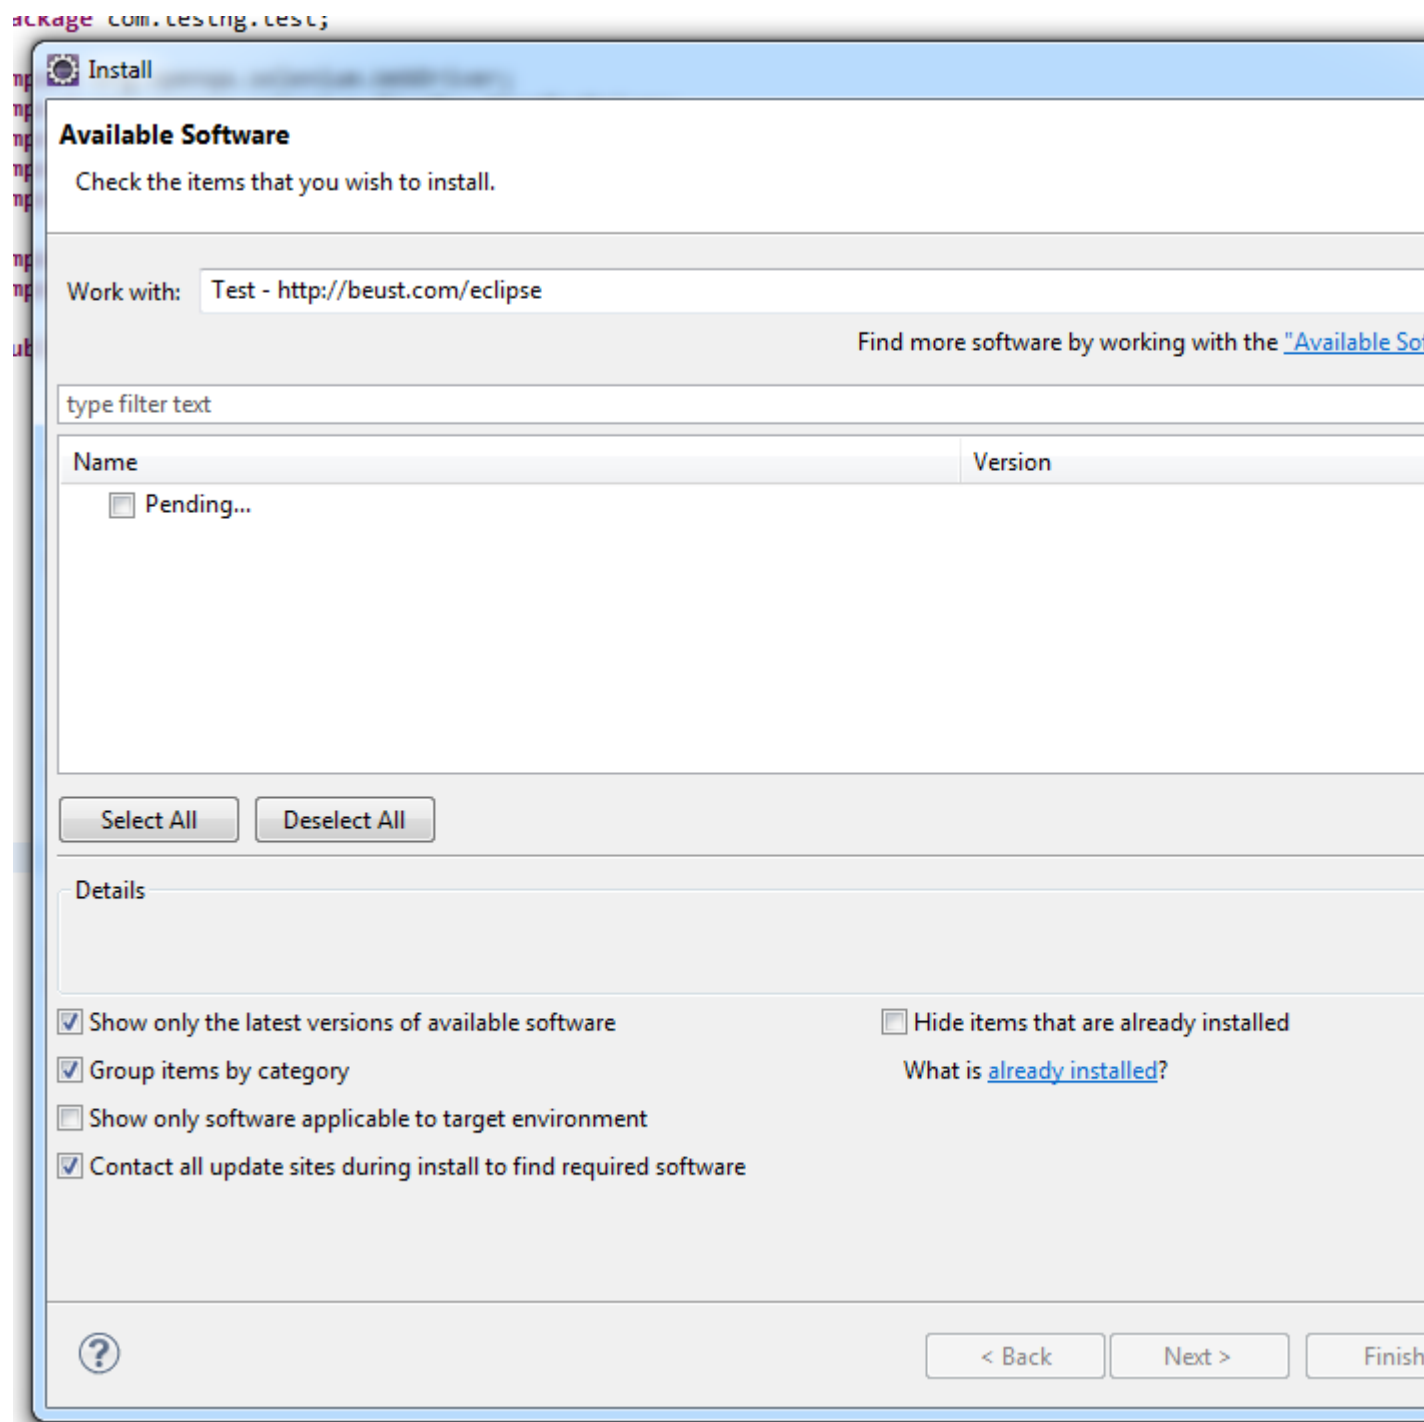 package com.testng.test;
Install
Available Software
Check the items that you wish to install.
Work with: Test - http://beust.com/eclipse
Find more software by working with the "Available
type filter text
Name Version
Pending...
Select All Deselect All
Details
Show only the latest versions of available software Hide items that are already installed
Group items by category What is already installed?
Show only software applicable to target environment
Contact all update sites during install to find required software
? < Back Next > Finish